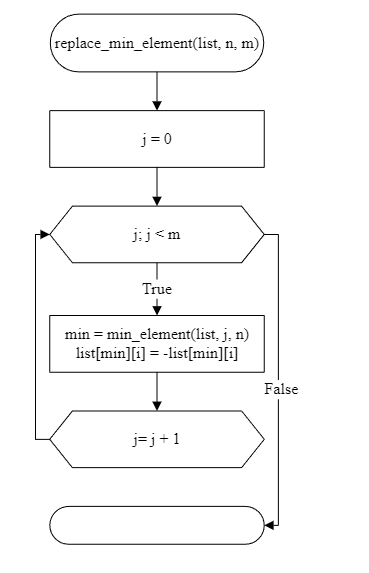 replace_min_element(list, n, m)
j = 0
j; j < m
True
min = min_element(list, j, n)
list[min][i] = -list[min][i]
False
j= j + 1